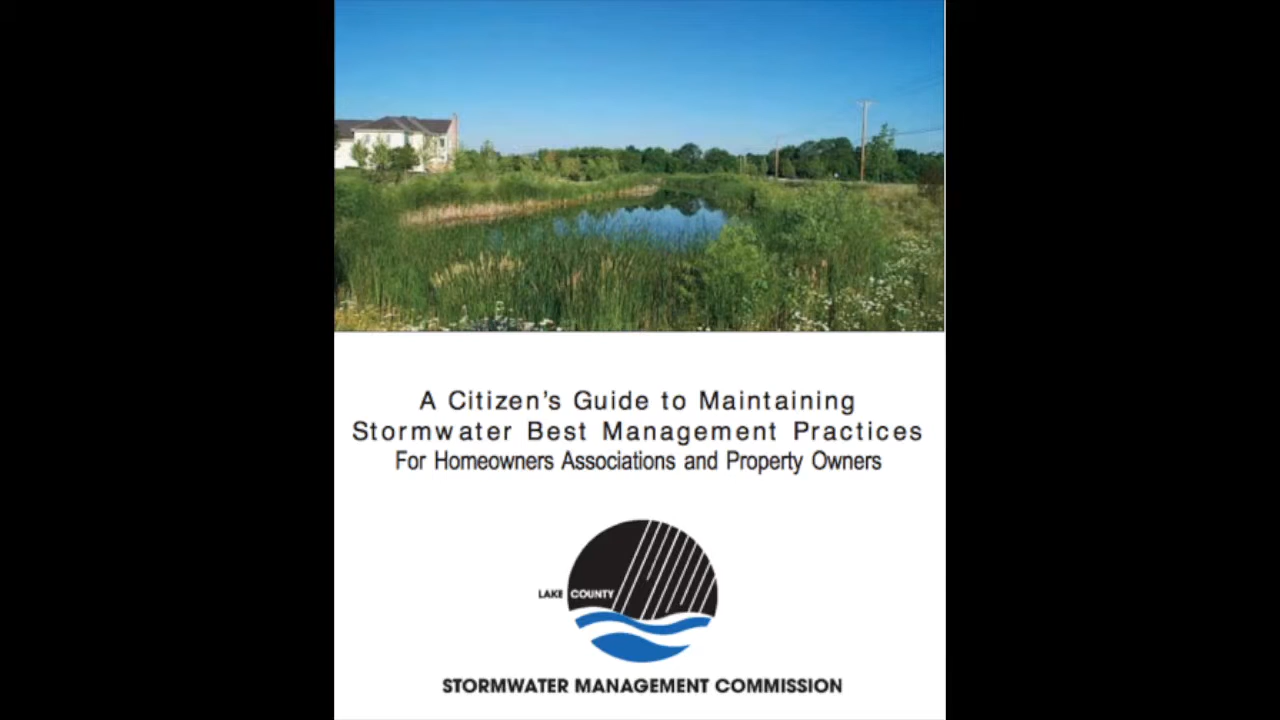 A Citizen's Guide to Maintaining
Stormwater Best Management Practices
For Homeowners Associations and Property Owners
LAKE COUNTY
STORMWATER MANAGEMENT COMMISSION